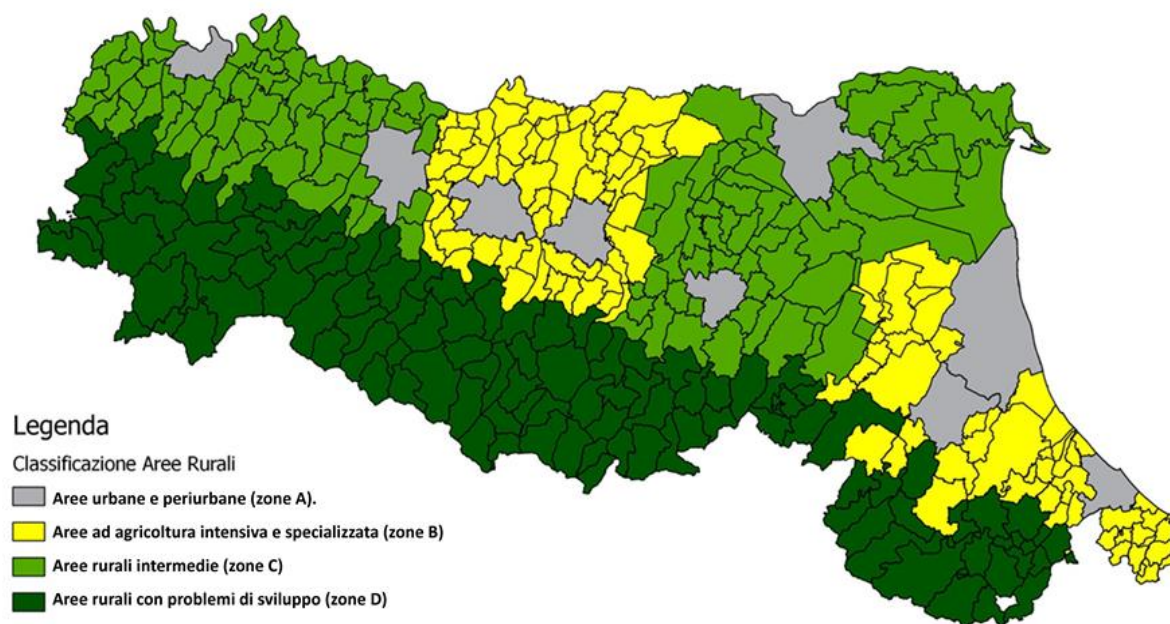 Legenda
Classificazione Aree Rurali
Aree urbane e periurbane (zone A).
Aree ad agricoltura intensiva e specializzata (zone B)
Aree rurali intermedie (zone C)
Aree rurali con problemi di sviluppo (zone D)